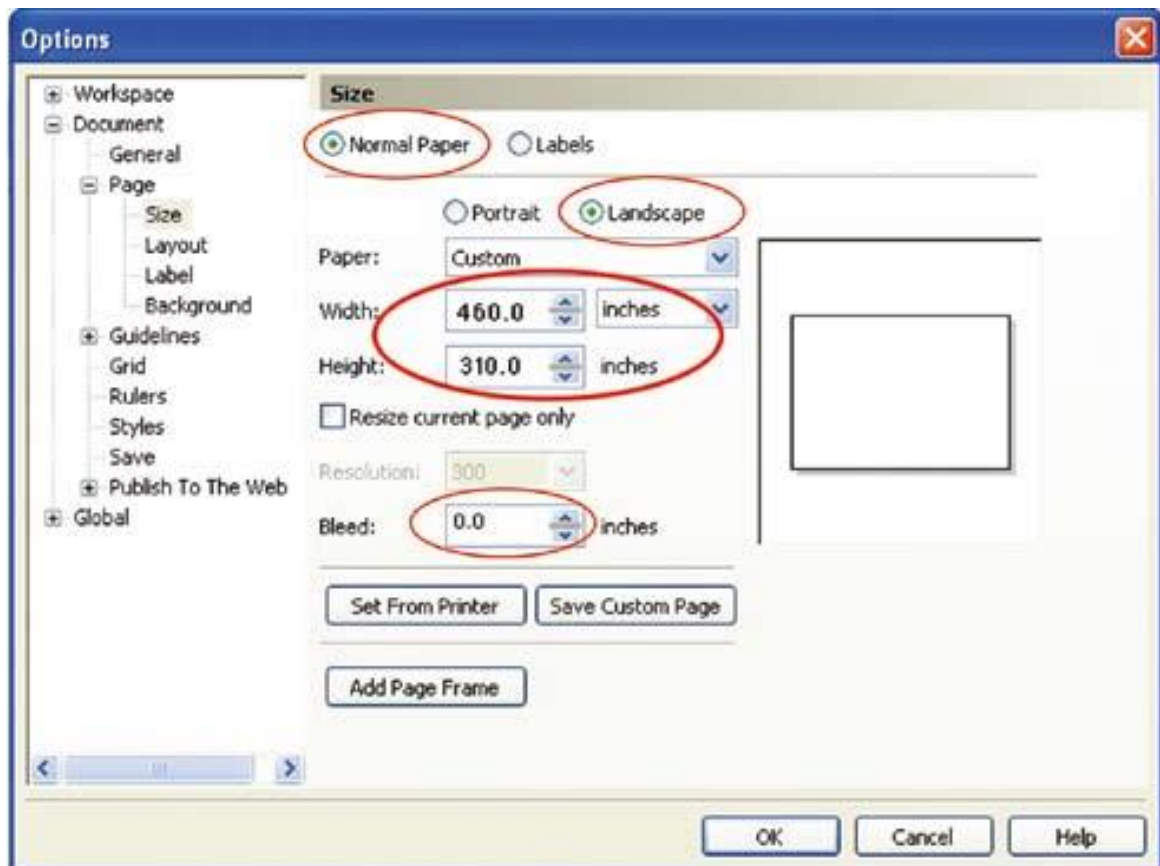 Options
Workspace
Document
General
Page
Size
Layout
Label
Background
Guidelines
Grid
Rulers
Styles
Save
Publish To The Web
Global
Size
Normal Paper Labels
Portrait Landscape
Paper: Custom
Width: 460.0 inches
Height: 310.0 inches
Resize current page only
Resolution: 300
Bleed: 0.0 inches
Set From Printer Save Custom Page
Add Page Frame
OK Cancel Help